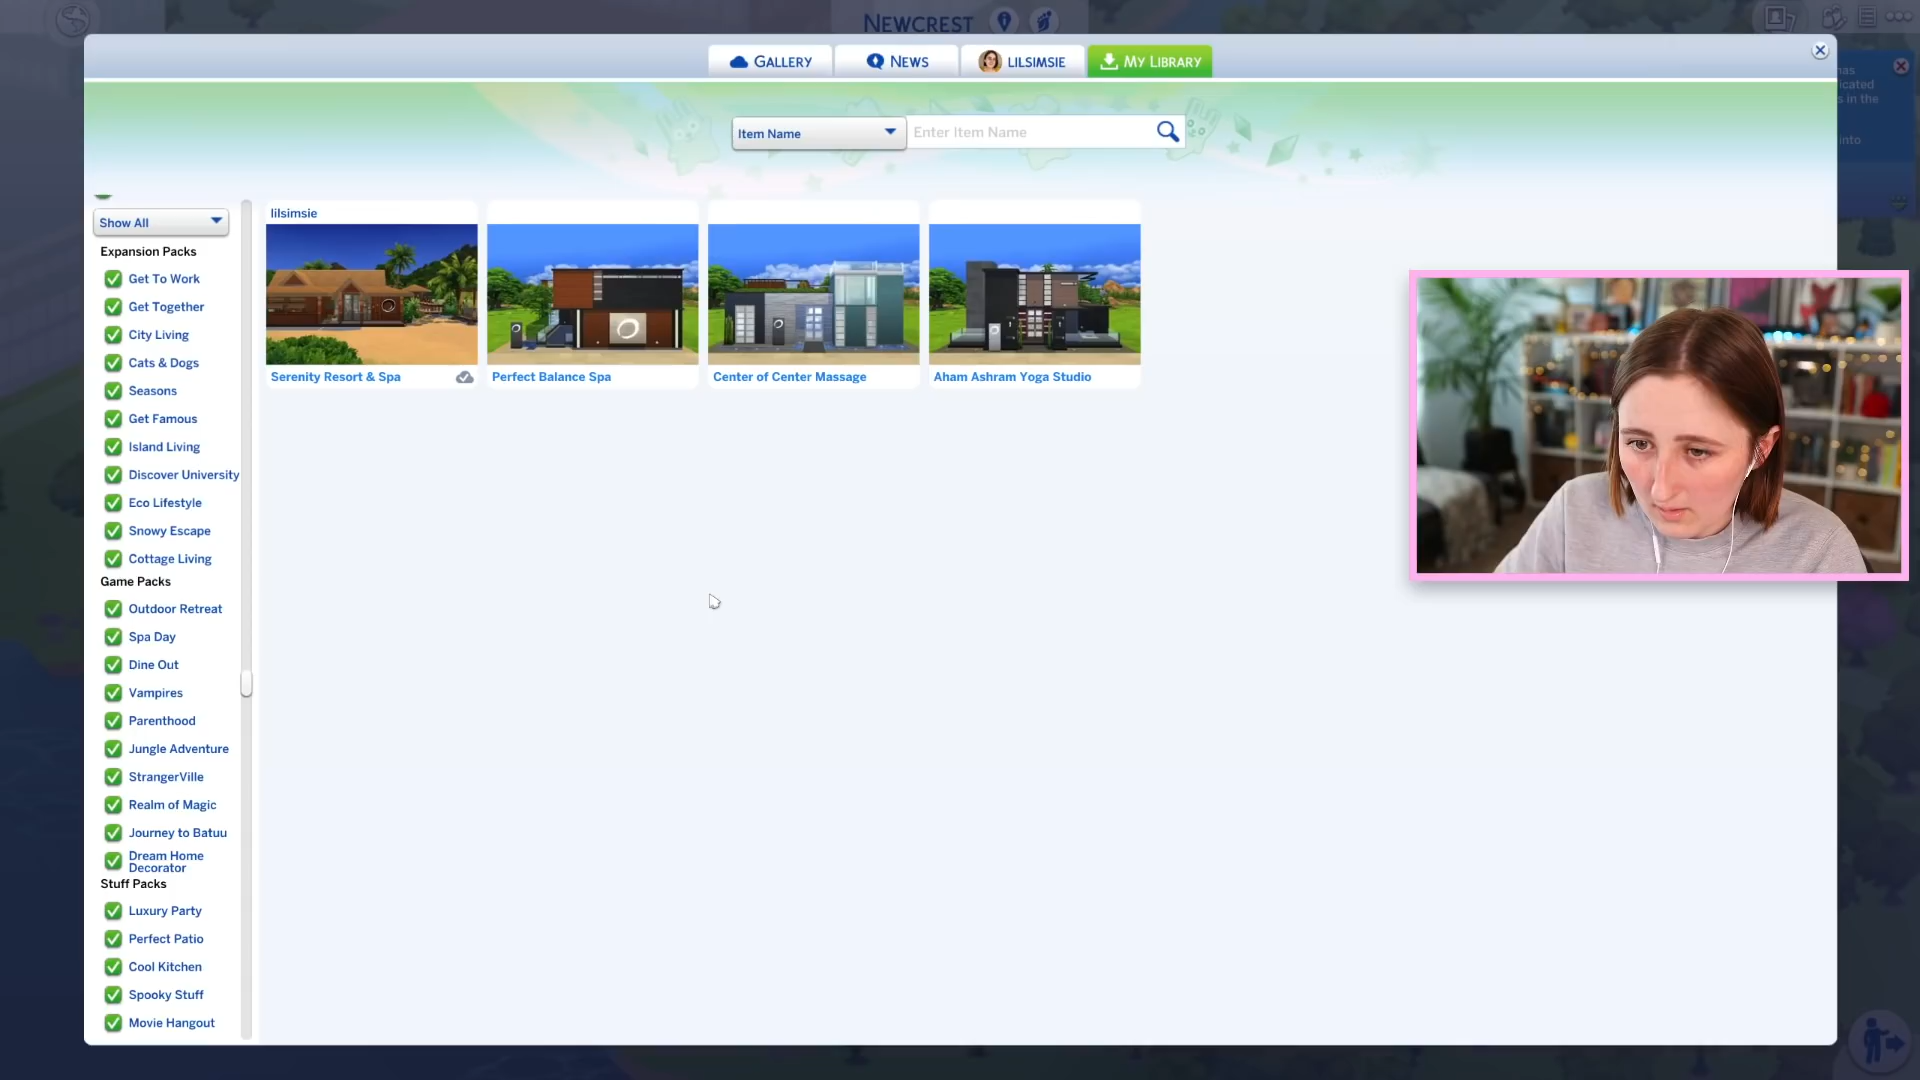 NEWCREST
GALLERY
NEWS
LILSIMSIE
MY LIBRARY
Item Name
Enter Item Name
Show All
Expansion Packs
Get To Work
Get Together
City Living
Cats & Dogs
Seasons
Get Famous
Island Living
Discover University
Eco Lifestyle
Snowy Escape
Cottage Living
Game Packs
Outdoor Retreat
Spa Day
Dine Out
Vampires
Parenthood
Jungle Adventure
StrangerVille
Realm of Magic
Journey to Batuu
Dream Home
Decorator
Stuff Packs
Luxury Party
Perfect Patio
Cool Kitchen
Spooky Stuff
Movie Hangout
lilsimsie
Serenity Resort & Spa
Perfect Balance Spa
Center of Center Massage
Aham Ashram Yoga Studio
s in the
into